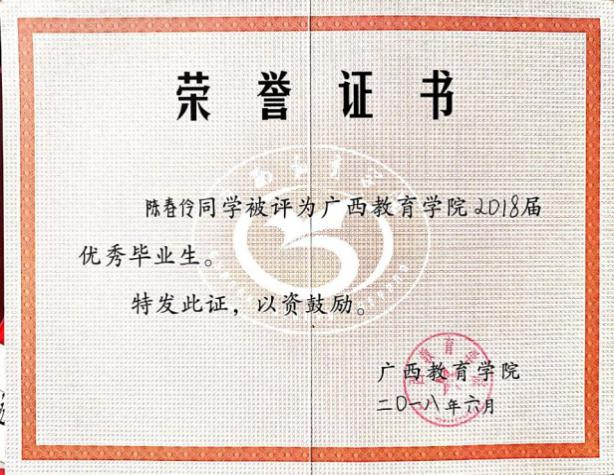 荣誉证书
陈春伶同学被评为广西教育学院2018届
优秀毕业生。
特发此证，以资鼓励。
广西教育学院
二〇一八年六月